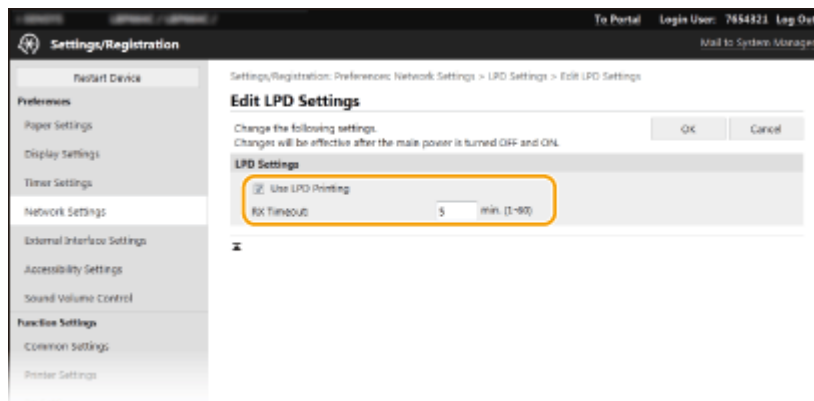 To Portal Login User: 7654321 Log Out
Settings/Registration
Mail to System Manager
Restart Device
Preferences
Paper Settings
Display Settings
Timer Settings
Network Settings
External Interface Settings
Accessibility Settings
Sound Volume Control
Function Settings
Common Settings
Printer Settings
Settings/Registration: Preferences: Network Settings > LPD Settings > Edit LPD Settings
Edit LPD Settings
Change the following settings.
Changes will be effective after the main power is turned OFF and ON.
OK Cancel
LPD Settings
Use LPD Printing
RX Timeout: 5 min. (1-60)